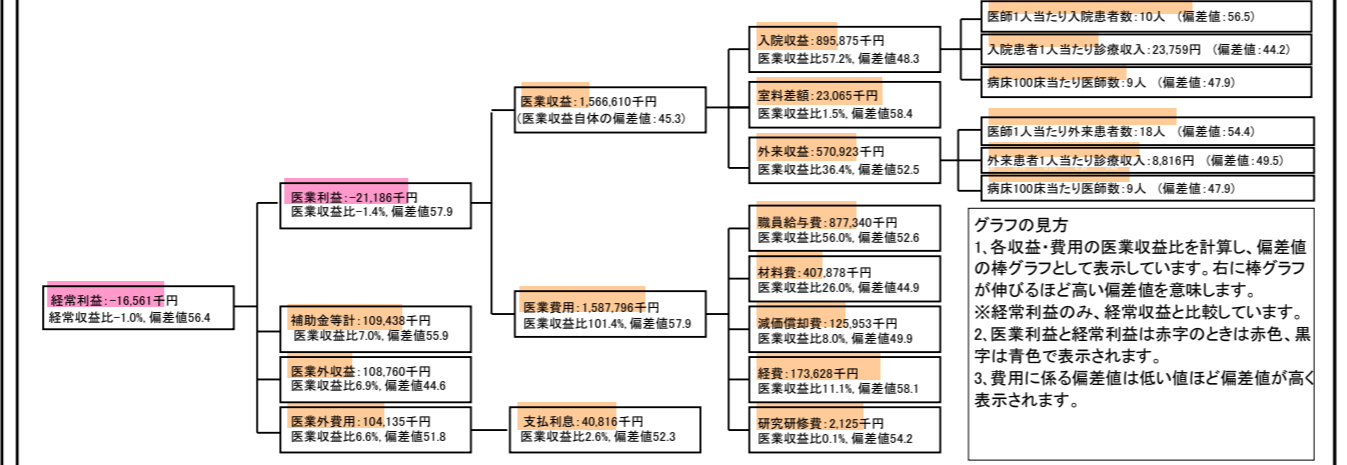 経常利益:-16,561千円
経常収支比-1.0%, 偏差値56.4
医業利益:-21,186千円
医業収益比-1.4%, 偏差値57.9
補助金等計:109,438千円
医業収益比7.0%, 偏差値55.9
医業外収益:108,760千円
医業収益比6.9%, 偏差値44.6
医業外費用:104,135千円
医業収益比6.6%, 偏差値51.8
医業収益:1,566,610千円
(医業収益自体の偏差値:45.3)
医業費用:1,587,796千円
医業収益比101.4%, 偏差値57.9
支払利息:40,816千円
医業収益比2.6%, 偏差値52.3
入院収益:895,875千円
医業収益比57.2%, 偏差値48.3
室料差額:23,065千円
医業収益比1.5%, 偏差値58.4
外来収益:570,923千円
医業収益比36.4%, 偏差値52.5
職員給与費:877,340千円
医業収益比56.0%, 偏差値52.6
材料費:407,878千円
医業収益比26.0%, 偏差値44.9
減価償却費:125,953千円
医業収益比8.0%, 偏差値49.9
経費:173,628千円
医業収益比11.1%, 偏差値58.1
研究研修費:2,125千円
医業収益比0.1%, 偏差値54.2
医師1人当たり入院患者数:10人 (偏差値:56.5)
入院患者1人当たり診療収入:23,759円 (偏差値:44.2)
病床100床当たり医師数:9人 (偏差値:47.9)
医師1人当たり外来患者数:18人 (偏差値:54.4)
外来患者1人当たり診療収入:8,816円 (偏差値:49.5)
病床100床当たり医師数:9人 (偏差値:47.9)
グラフの見方
1、各収益・費用の医業収益比を計算し、偏差値
の棒グラフとして表示しています。右に棒グラフ
が伸びるほど高い偏差値を意味します。
※経常利益のみ、経常収益と比較しています。
2、医業利益と経常利益は赤字のときは赤色、黒
字は青色で表示されます。
3、費用に係る偏差値は低い値ほど偏差値が高く
表示されます。